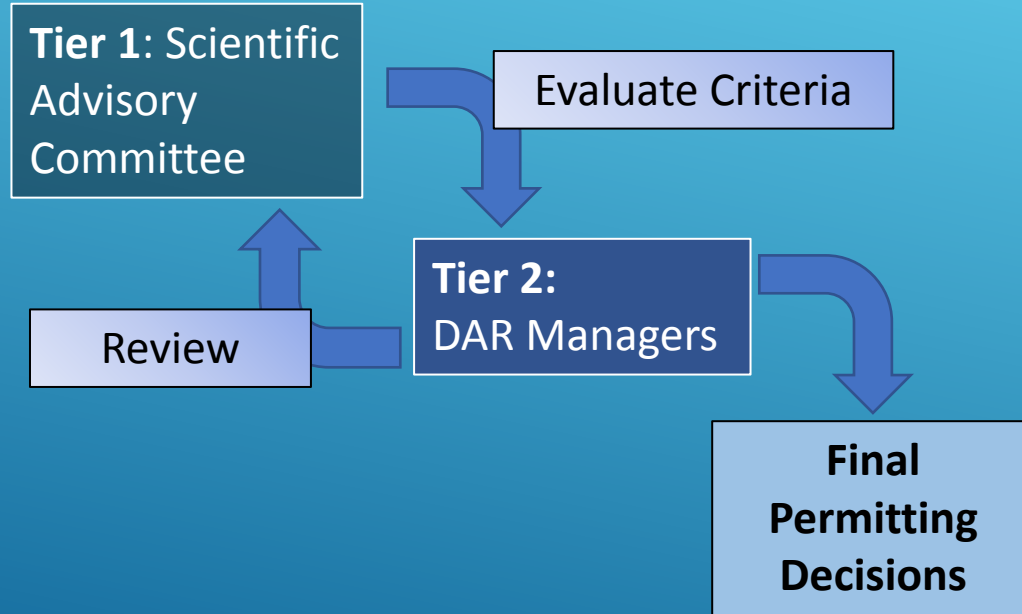 Tier 1: Scientific
Advisory
Committee
Evaluate Criteria
Tier 2:
DAR Managers
Review
Final
Permitting
Decisions